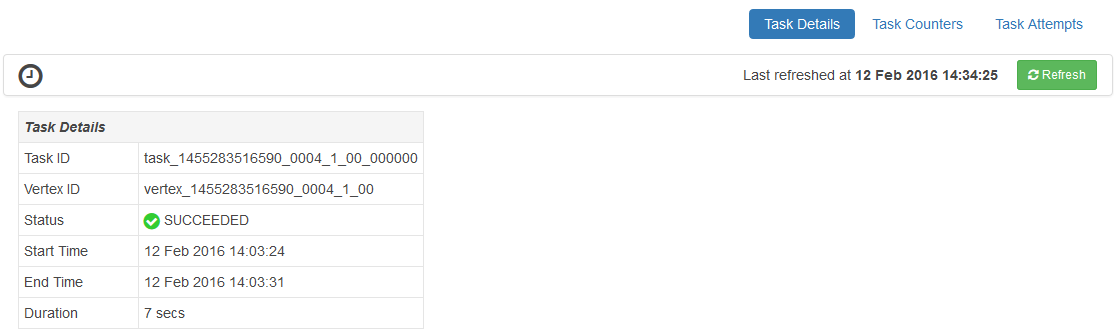 Task Details Task Counters Task Attempts
Last refreshed at 12 Feb 2016 14:34:25 Refresh
Task Details
Task ID task_1455283516590_0004_1_00_000000
Vertex ID vertex_1455283516590_0004_1_00
Status SUCCEEDED
Start Time 12 Feb 2016 14:03:24
End Time 12 Feb 2016 14:03:31
Duration 7 secs